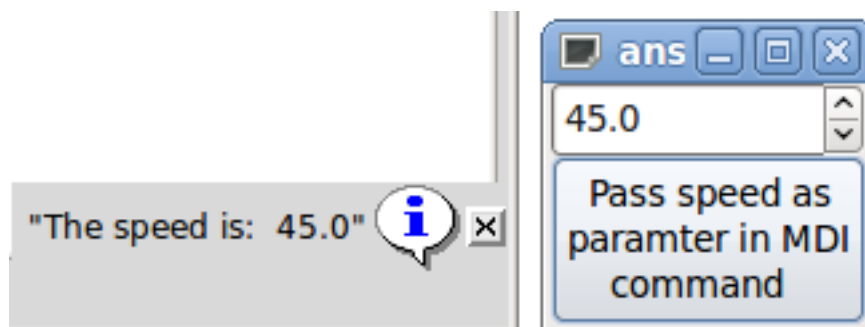 "The speed is:  45.0"
ans
45.0
Pass speed as
paramter in MDI
command